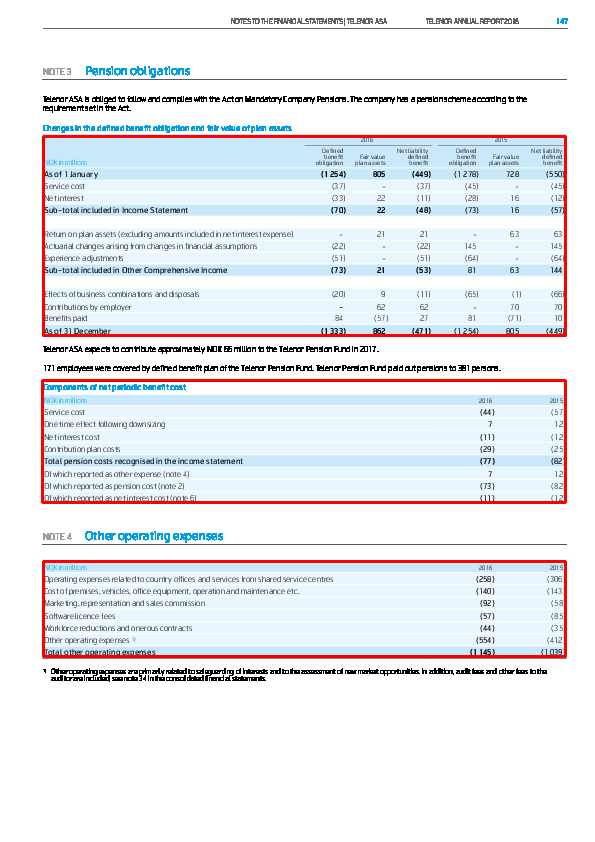 NOTES TO THE FINANCIAL STATEMENTS | TELENOR ASA TELENOR ANNUAL REPORT 2016 147
NOTE 3 Pension obligations
Telenor ASA is obliged to follow and complies with the Act on Mandatory Company Pensions. The company has a pension scheme according to the
requirement set in the Act.
Changes in the defined benefit obligation and fair value of plan assets
2016 2015
NOK in millions Defined benefit obligation Fair value plan assets Net liability defined benefit Defined benefit obligation Fair value plan assets Net liability defined benefit
As of 1 January (1 254) 805 (449) (1 278) 728 (550)
Service cost (37) – (37) (45) – (45)
Net interest (33) 22 (11) (28) 16 (12)
Sub-total included in Income Statement (70) 22 (48) (73) 16 (57)
Return on plan assets (excluding amounts included in net interest expense) – 21 21 – 63 63
Actuarial changes arising from changes in financial assumptions (22) – (22) 145 – 145
Experience adjustments (51) – (51) (64) – (64)
Sub-total included in Other Comprehensive Income (73) 21 (53) 81 63 144
Effects of business combinations and disposals (20) 9 (11) (65) (1) (66)
Contributions by employer – 62 62 – 70 70
Benefits paid 84 (57) 27 81 (71) 10
As of 31 December (1 333) 862 (471) (1 254) 805 (449)
Telenor ASA expects to contribute approximately NOK 66 million to the Telenor Pension Fund in 2017.
171 employees were covered by defined benefit plan of the Telenor Pension Fund. Telenor Pension Fund paid out pensions to 381 persons.
Components of net periodic benefit cost
NOK in millions 2016 2015
Service cost (44) (57
One time effect following downsizing 7 12
Net interest cost (11) (12
Contribution plan costs (29) (25
Total pension costs recognised in the income statement (77) (82
Of which reported as other expense (note 4) 7 12
Of which reported as pension cost (note 2) (73) (82
Of which reported as net interest cost (note 6) (11) (12
NOTE 4 Other operating expenses
NOK in millions 2016 2015
Operating expenses related to country offices and services from shared service centres (258) (306
Cost of premises, vehicles, office equipment, operation and maintenance etc. (140) (143
Marketing, representation and sales commission (92) (58
Software licence fees (57) (85
Workforce reductions and onerous contracts (44) (35
Other operating expenses ¹⁾ (554) (412
Total other operating expenses (1 145) (1 039
¹⁾ Other operating expenses are primarily related to safeguarding of interests and to the assessment of new market opportunities. In addition, audit fees and other fees to the
auditor are included, see note 34 in the consolidated financial statements.